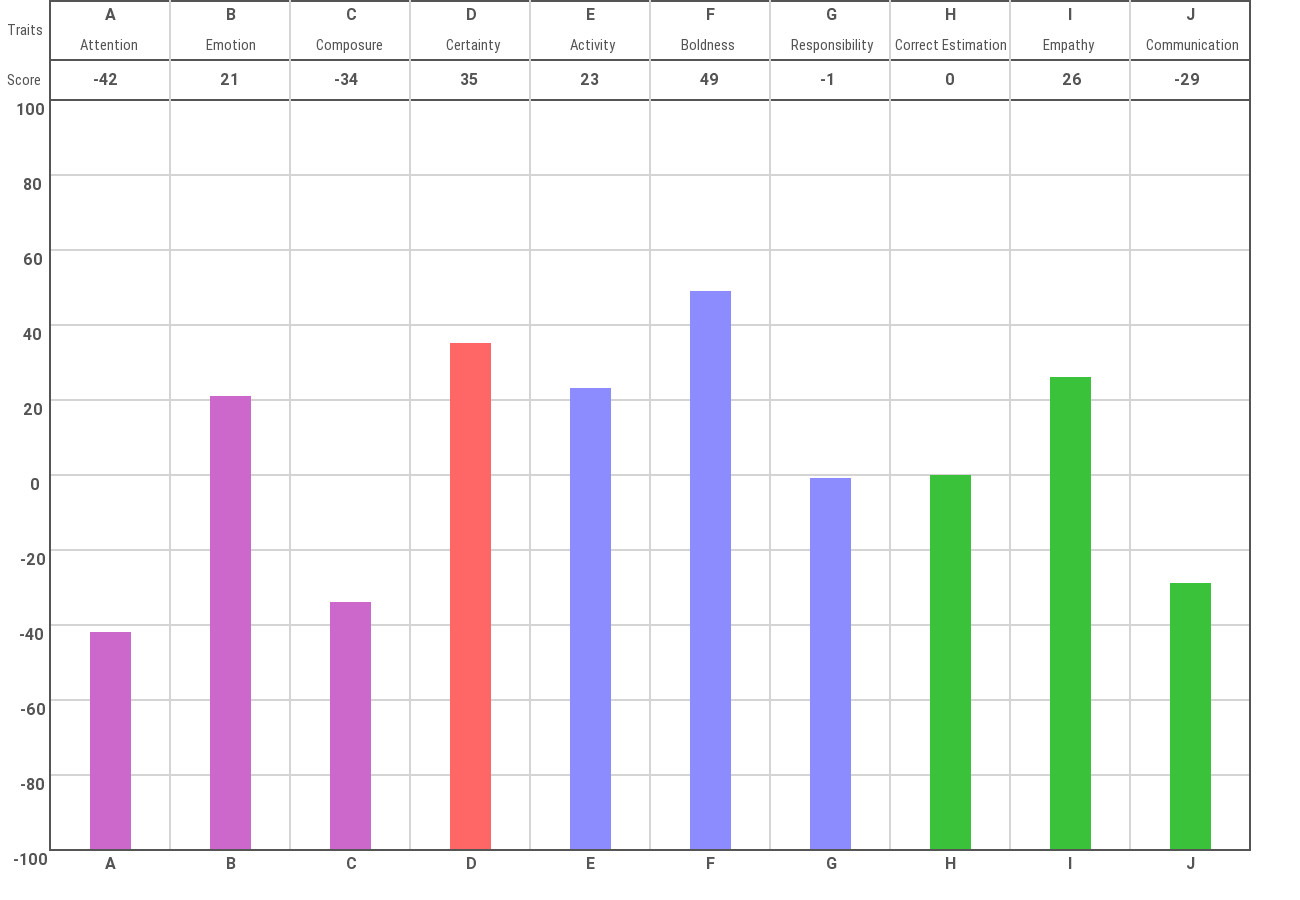 Traits A B C D E F G H I J
Attention Emotion Composure Certainty Activity Boldness Responsibility Correct Estimation Empathy Communication
Score -42 21 -34 35 23 49 -1 0 26 -29
100
80
60
40
20
0
-20
-40
-60
-80
-100
A B C D E F G H I J